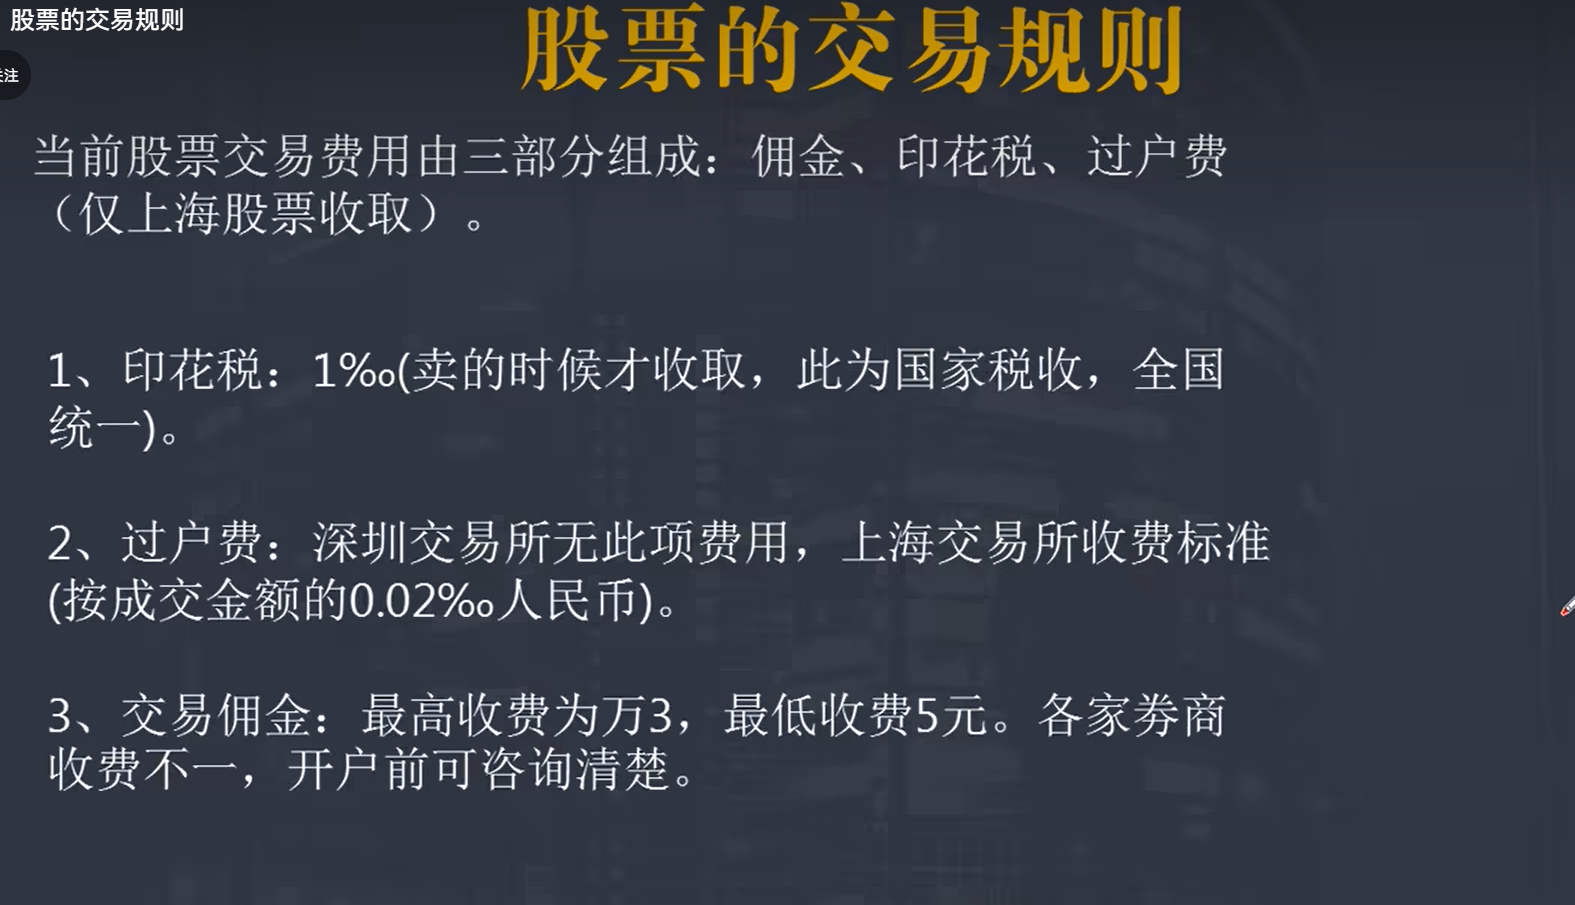 股票的交易规则
股票的交易规则
注
当前股票交易费用由三部分组成：佣金、印花税、过户费
（仅上海股票收取）。
1、印花税：1‰(卖的时候才收取，此为国家税收，全国
统一)。
2、过户费：深圳交易所无此项费用，上海交易所收费标准
(按成交金额的0.02‰人民币)。
3、交易佣金：最高收费为万3，最低收费5元。各家券商
收费不一，开户前可咨询清楚。